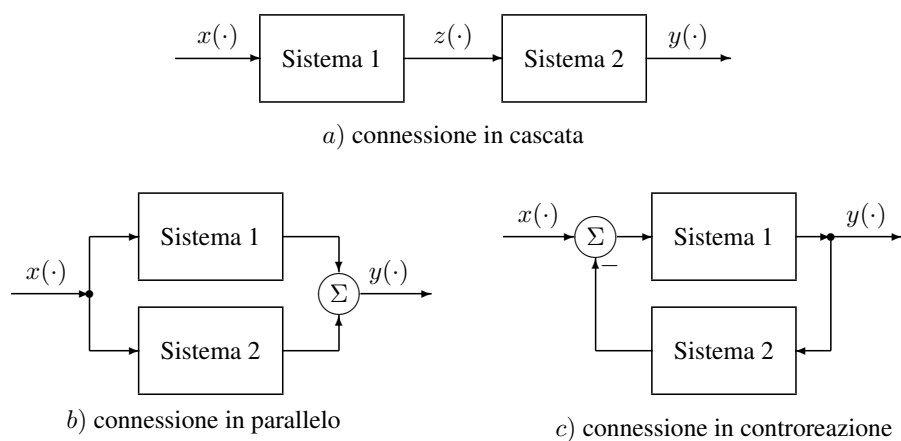 x(·) Sistema 1 z(·) Sistema 2 y(·)
a) connessione in cascata
Sistema 1
x(·) Σ y(·)
Sistema 2
b) connessione in parallelo
x(·) Σ Sistema 1 y(·)
−
Sistema 2
c) connessione in controreazione